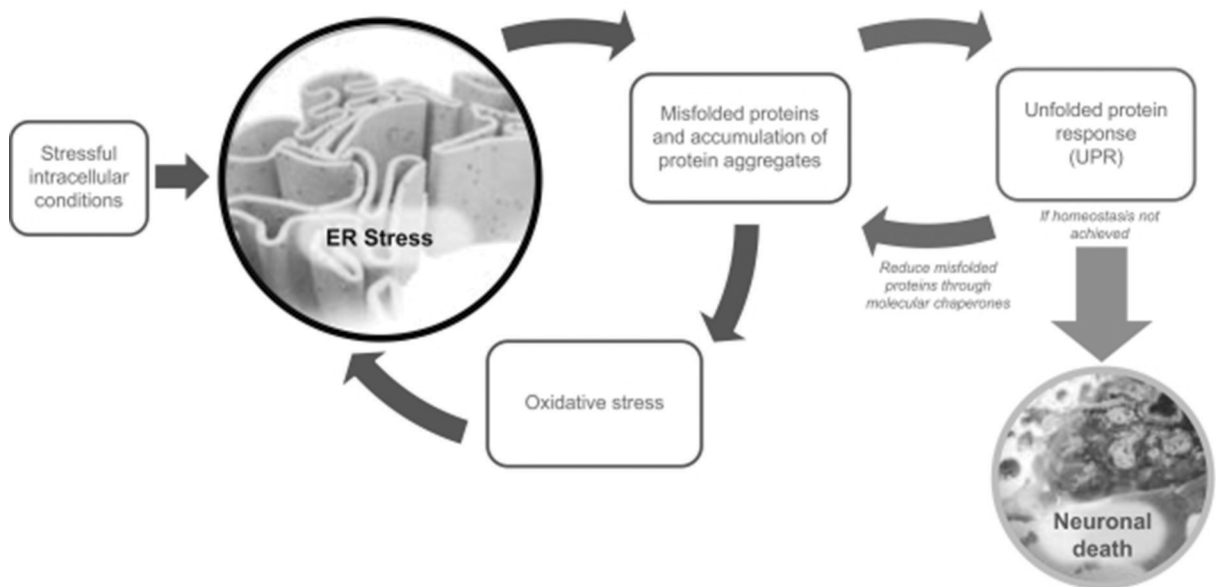 Stressful
intracellular
conditions
ER Stress
Misfolded proteins
and accumulation of
protein aggregates
Unfolded protein
response
(UPR)
If homeostasis not
achieved
Reduce misfolded
proteins through
molecular chaperones
Oxidative stress
Neuronal
death